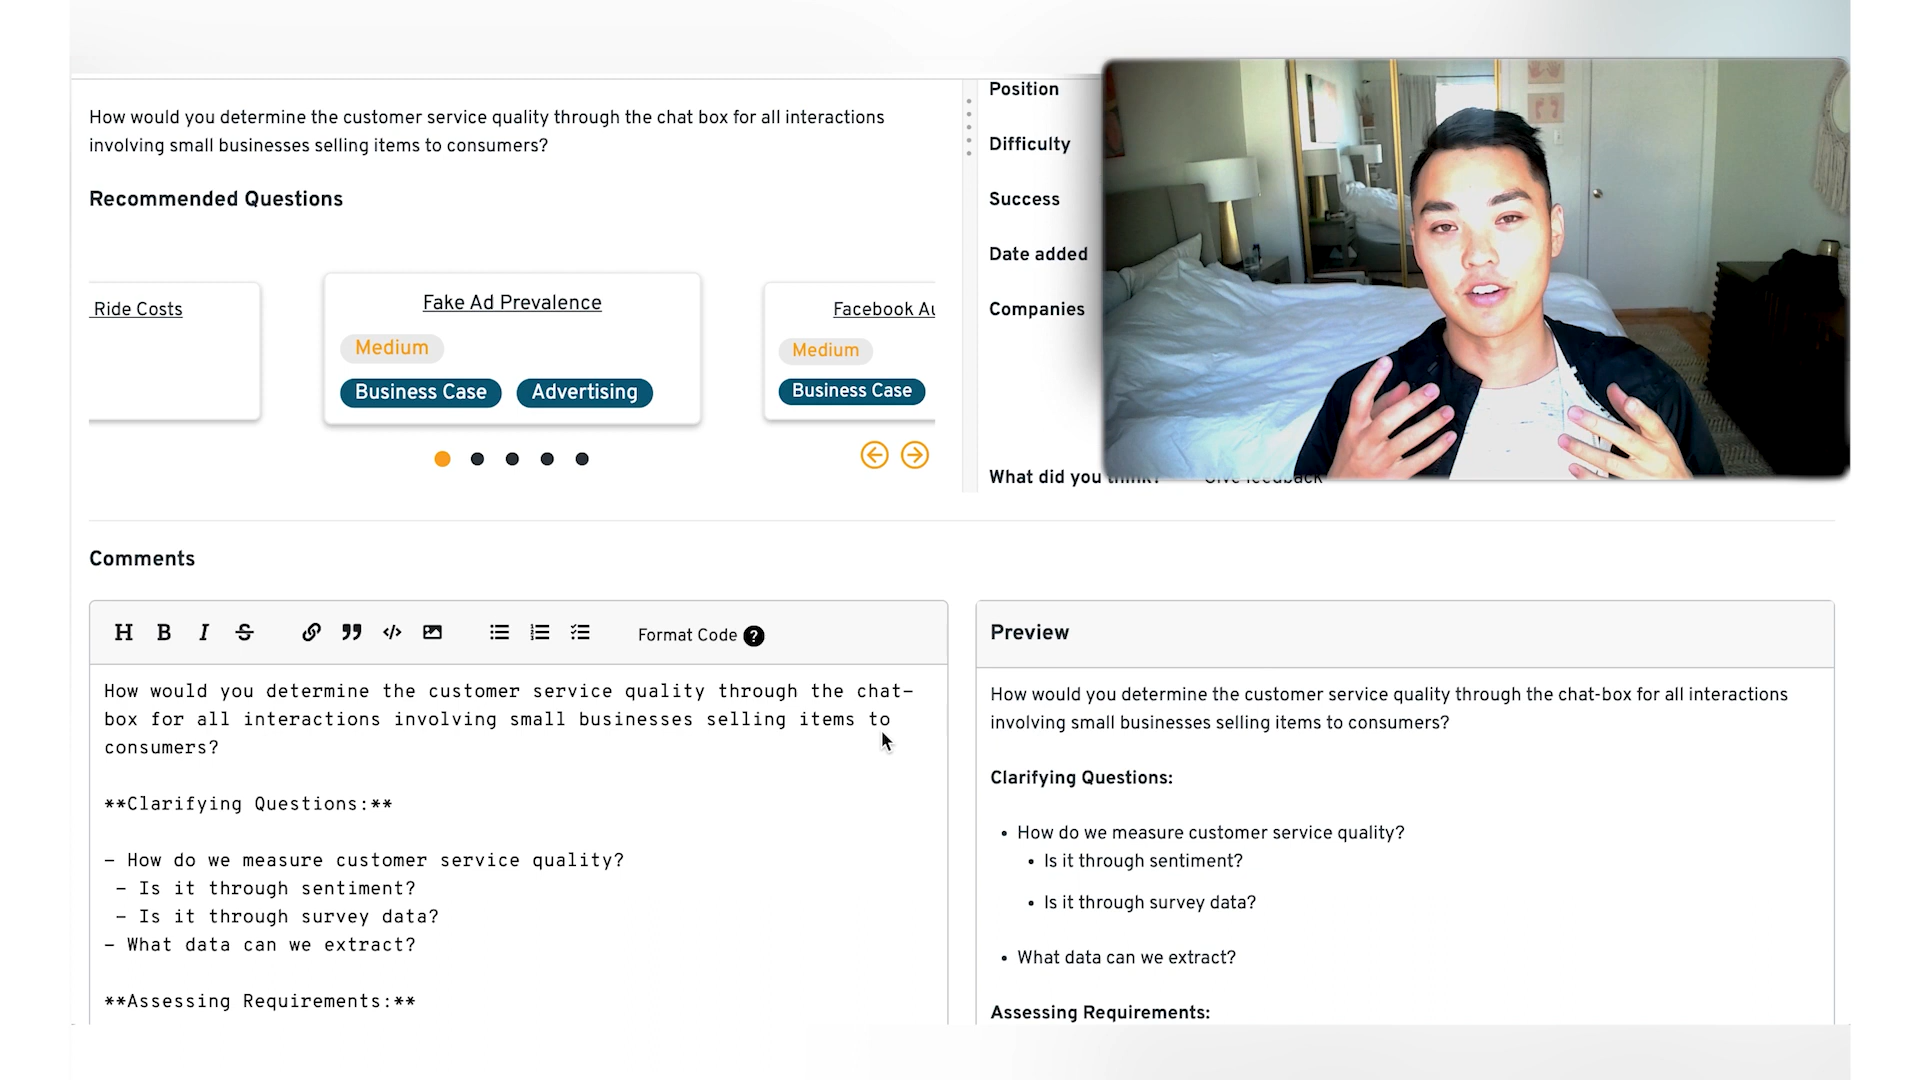 How would you determine the customer service quality through the chat box for all interactions
involving small businesses selling items to consumers?
Recommended Questions
Ride Costs
Fake Ad Prevalence
Medium
Business Case
Advertising
Facebook
Medium
Business Case
Position
Difficulty
Success
Date added
Companies
What did you think?
Give feedback
Comments
H B I S
Format Code ?
How would you determine the customer service quality through the chat-
box for all interactions involving small businesses selling items to
consumers?
**Clarifying Questions:**
- How do we measure customer service quality?
- Is it through sentiment?
- Is it through survey data?
- What data can we extract?
**Assessing Requirements:**
Preview
How would you determine the customer service quality through the chat-box for all interactions
involving small businesses selling items to consumers?
Clarifying Questions:
• How do we measure customer service quality?
• Is it through sentiment?
• Is it through survey data?
• What data can we extract?
Assessing Requirements: